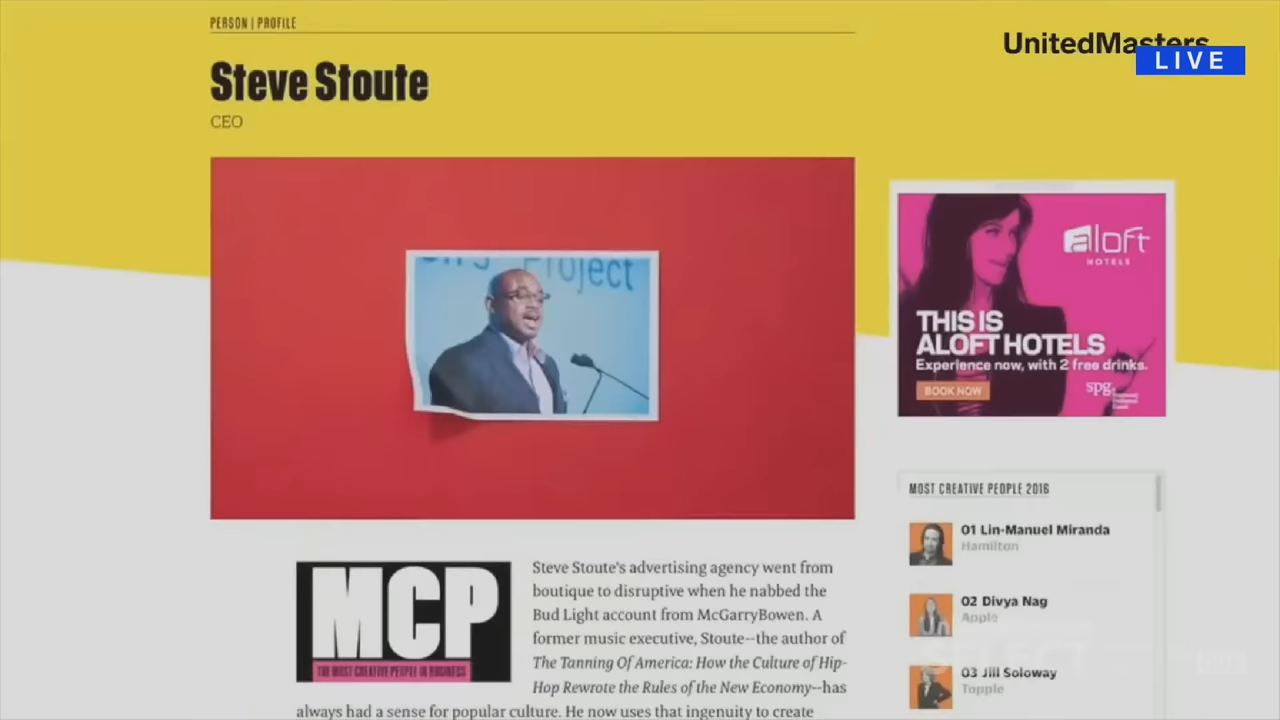 PERSON | PROFILE
UnitedMasters
LIVE
Steve Stoute
CEO
Project
aloft
HOTELS
THIS IS
ALOFT HOTELS
Experience now, with 2 free drinks.
BOOK NOW
spg
MOST CREATIVE PEOPLE 2016
01 Lin-Manuel Miranda
Hamilton
02 Divya Nag
Apple
03 Jill Soloway
Topple
MCP
THE MOST CREATIVE PEOPLE IN BUSINESS
Steve Stoute's advertising agency went from
boutique to disruptive when he nabbed the
Bud Light account from McGarryBowen. A
former music executive, Stoute--the author of
The Tanning Of America: How the Culture of Hip-
Hop Rewrote the Rules of the New Economy--has
always had a sense for popular culture. He now uses that ingenuity to create